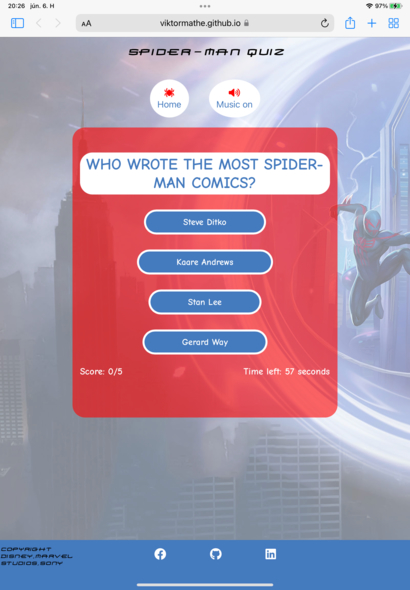 20:26 jún. 6. H
97%
AA viktormathe.github.io
SPIDER-MAN QUIZ
Home Music on
WHO WROTE THE MOST SPIDER-
MAN COMICS?
Steve Ditko
Kaare Andrews
Stan Lee
Gerard Way
Score: 0/5 Time left: 57 seconds
COPYRIGHT
DISNEY,MARVEL
STUDIOS,SONY